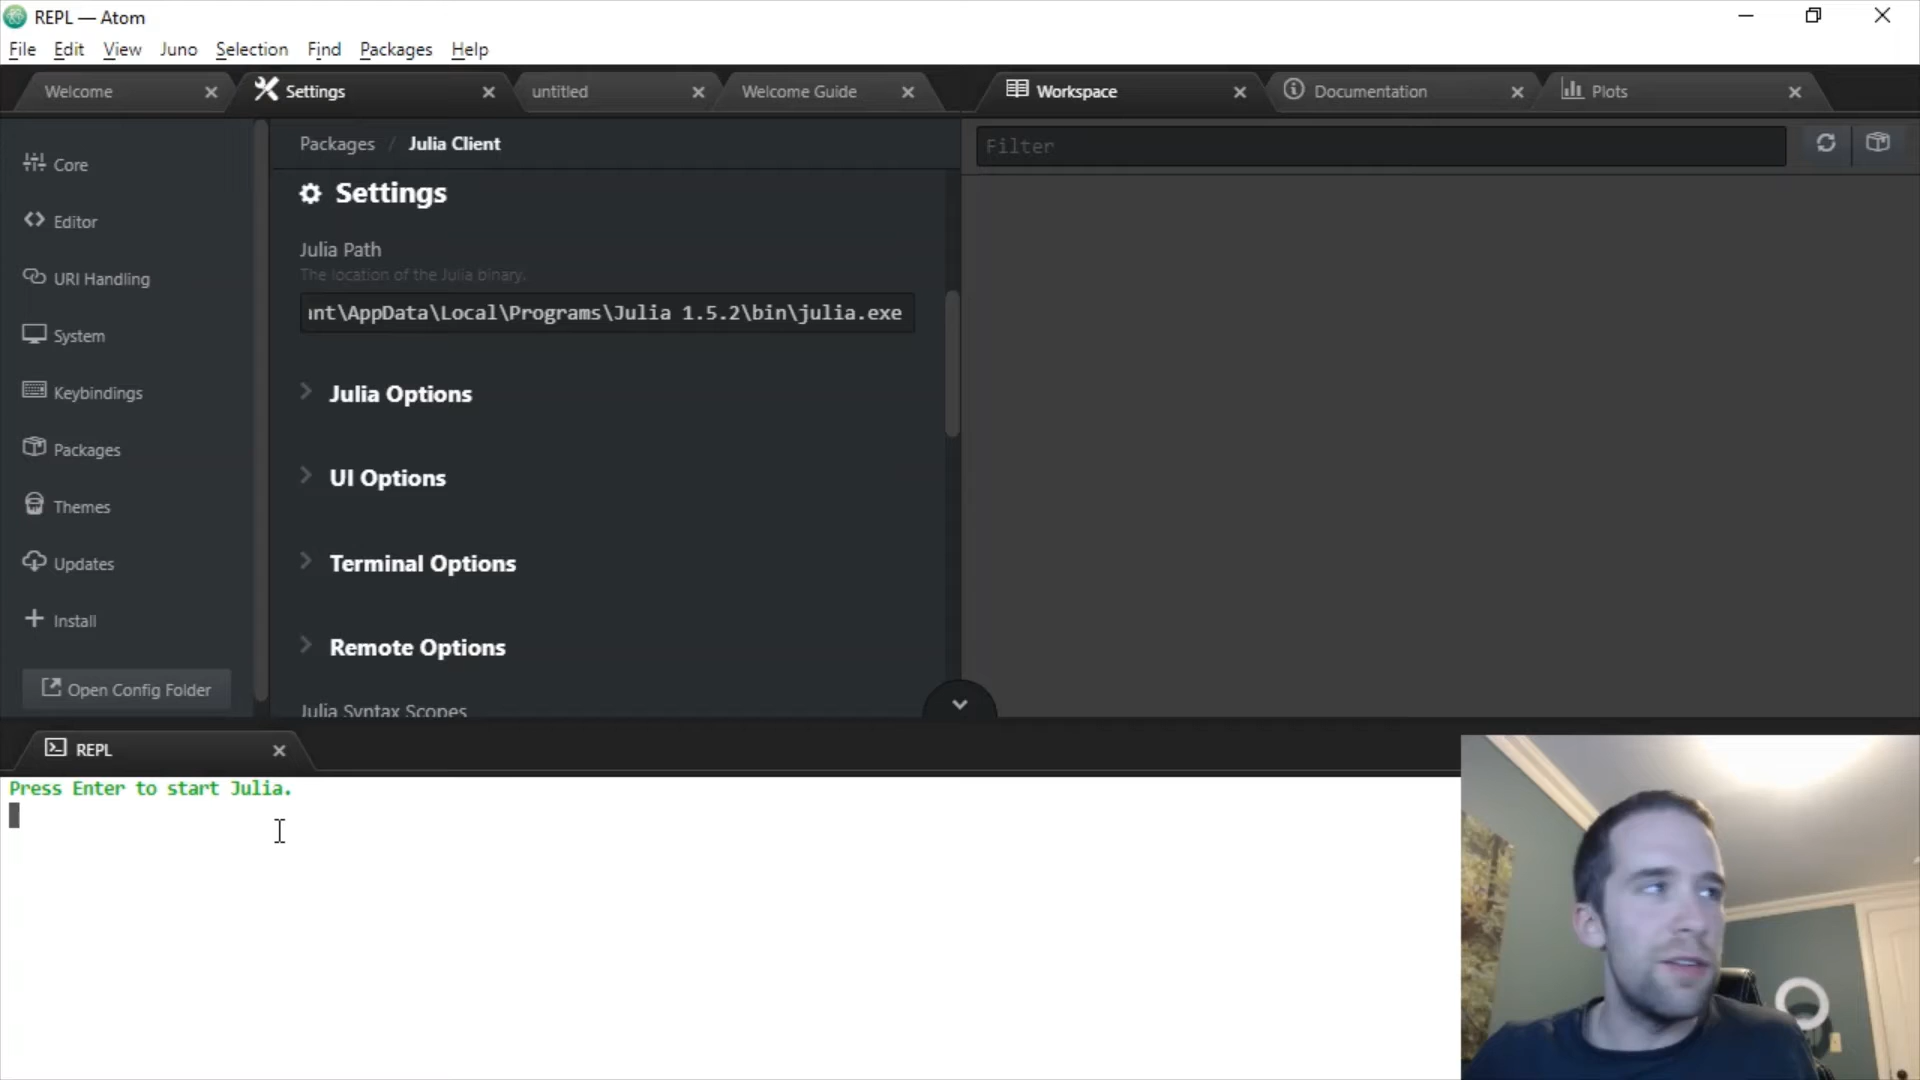 REPL — Atom
File Edit View Juno Selection Find Packages Help
Welcome Settings untitled Welcome Guide Workspace Documentation Plots
Packages / Julia Client
Filter
Core
Editor
URI Handling
System
Keybindings
Packages
Themes
Updates
Install
Open Config Folder
Settings
Julia Path
The location of the Julia binary.
nt\AppData\Local\Programs\Julia 1.5.2\bin\julia.exe
Julia Options
UI Options
Terminal Options
Remote Options
Julia Syntax Scopes
REPL
Press Enter to start Julia.